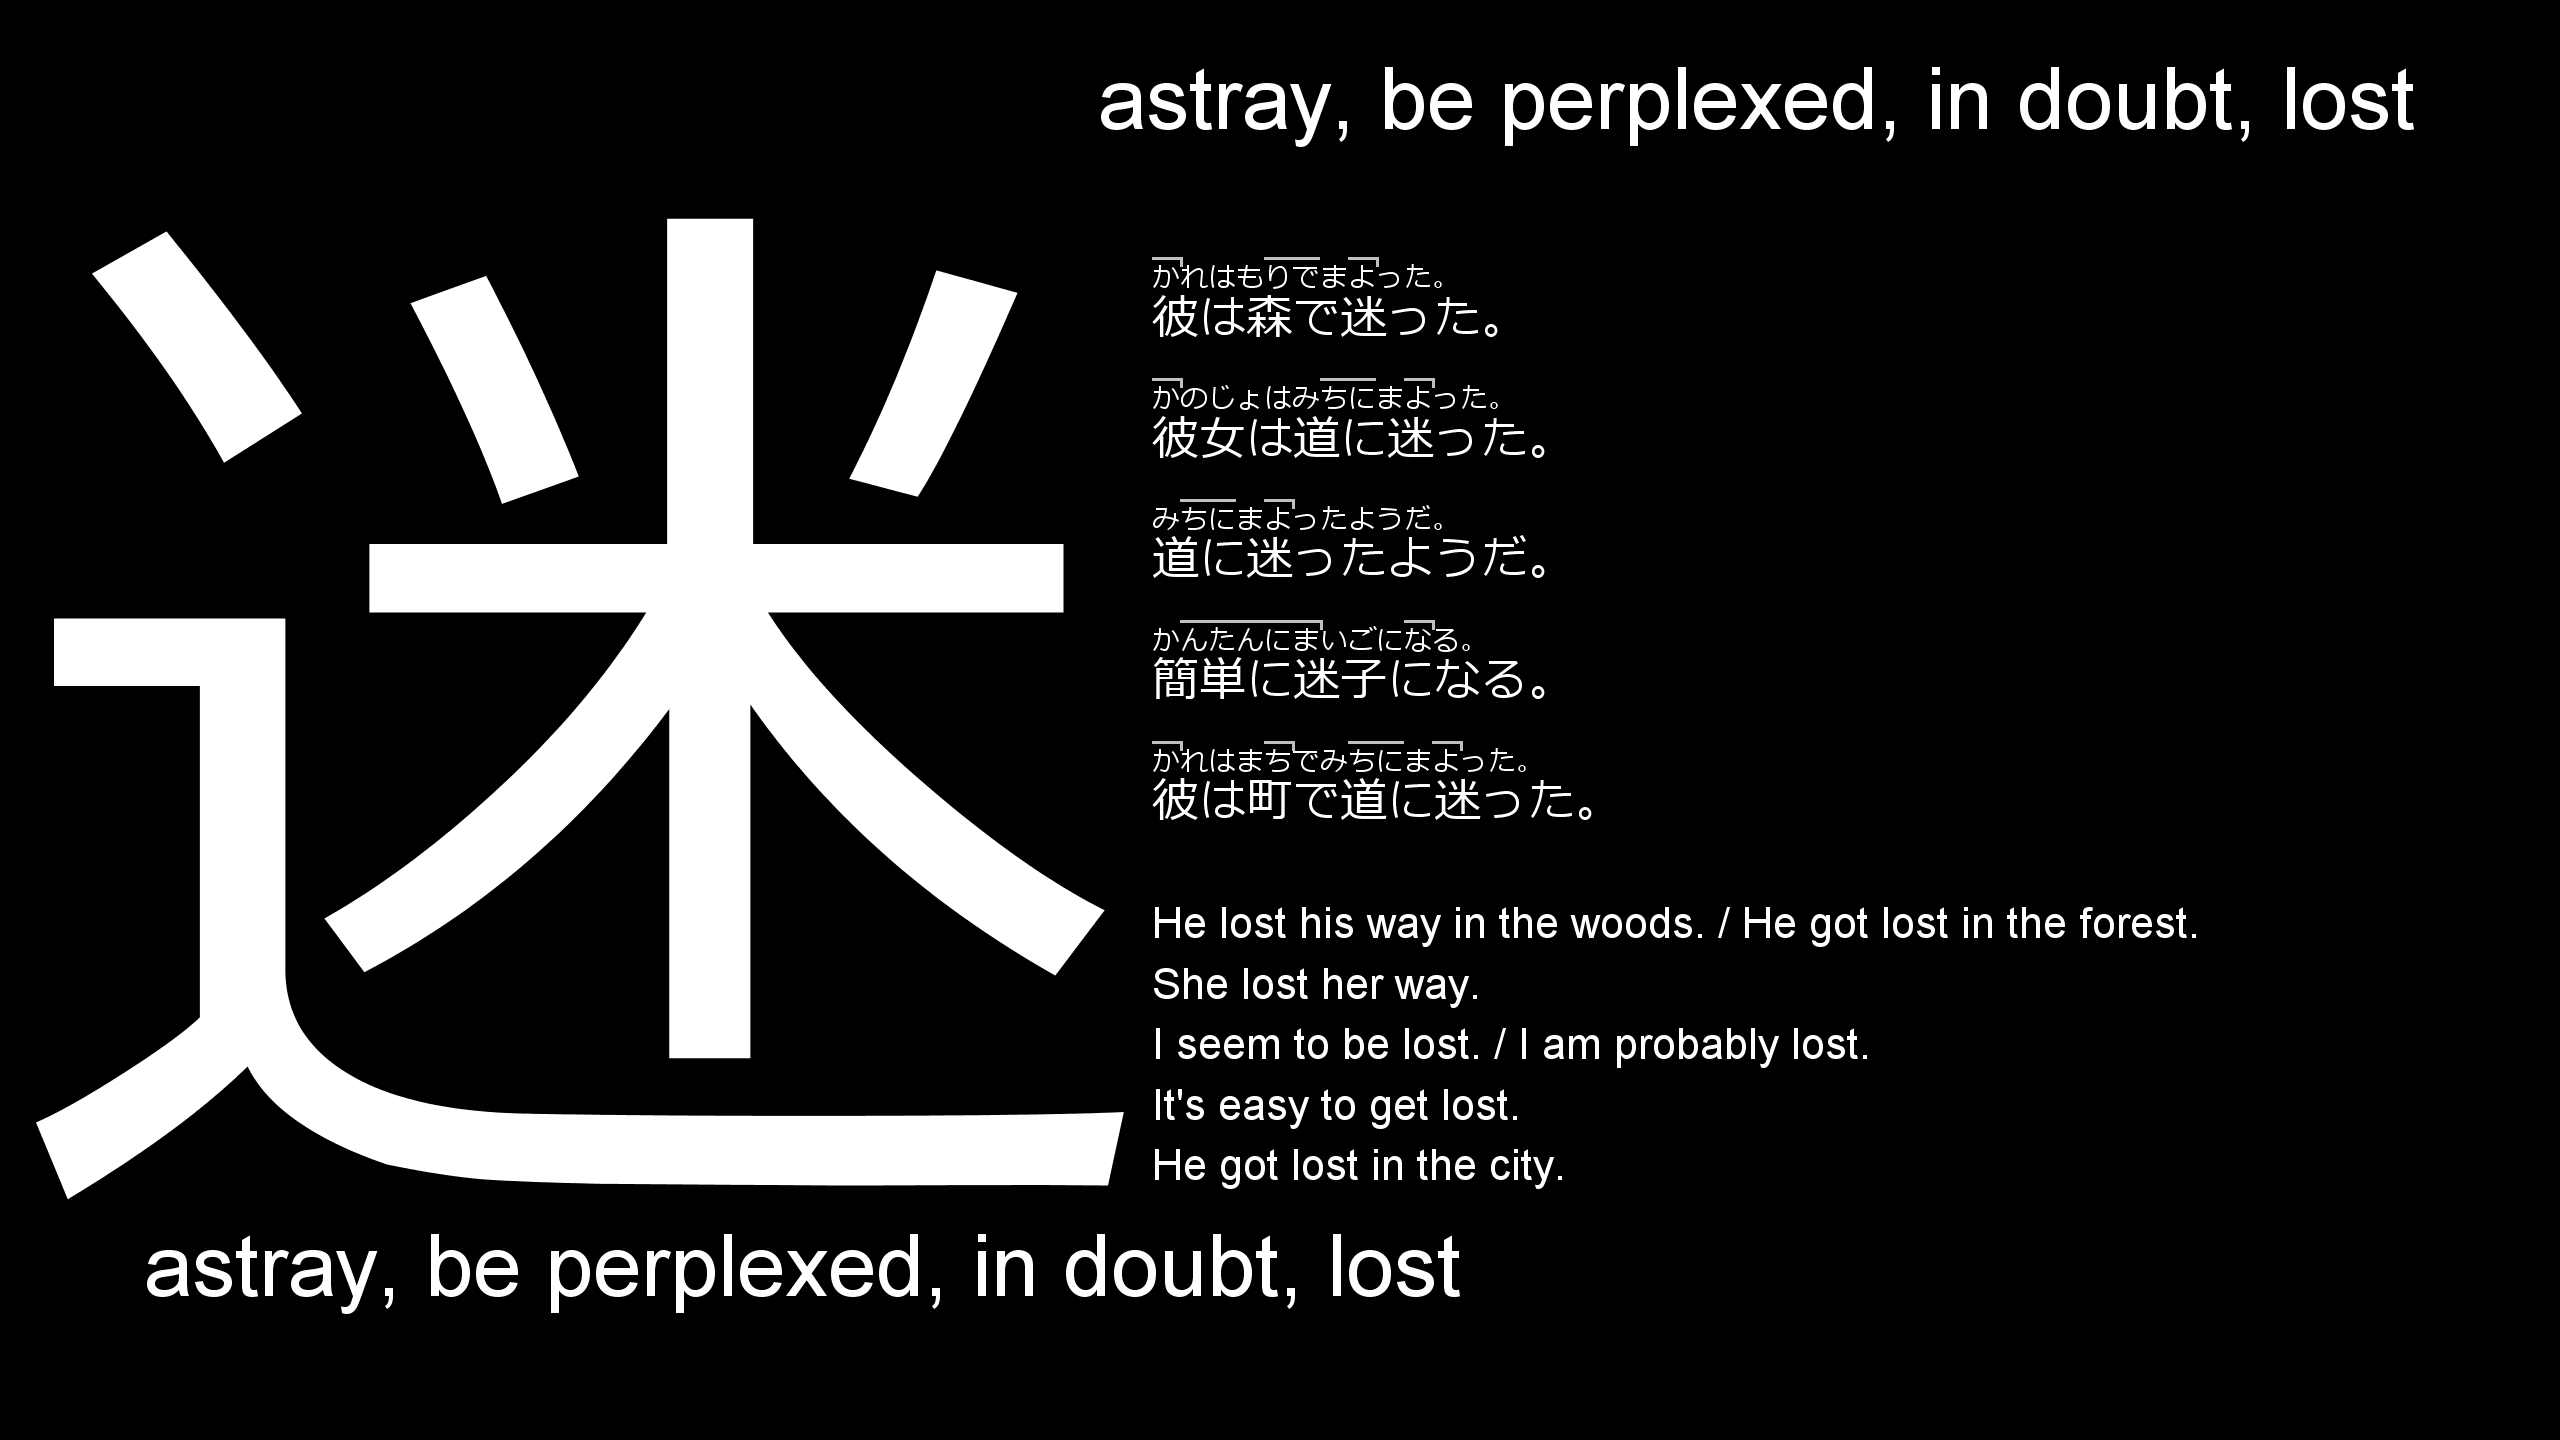 astray, be perplexed, in doubt, lost
迷
かれはもりでまよった。
彼は森で迷った。
かのじょはみちにまよった。
彼女は道に迷った。
みちにまよったようだ。
道に迷ったようだ。
かんたんにまいごになる。
簡単に迷子になる。
かれはまちでみちにまよった。
彼は町で道に迷った。
He lost his way in the woods. / He got lost in the forest.
She lost her way.
I seem to be lost. / I am probably lost.
It's easy to get lost.
He got lost in the city.
astray, be perplexed, in doubt, lost